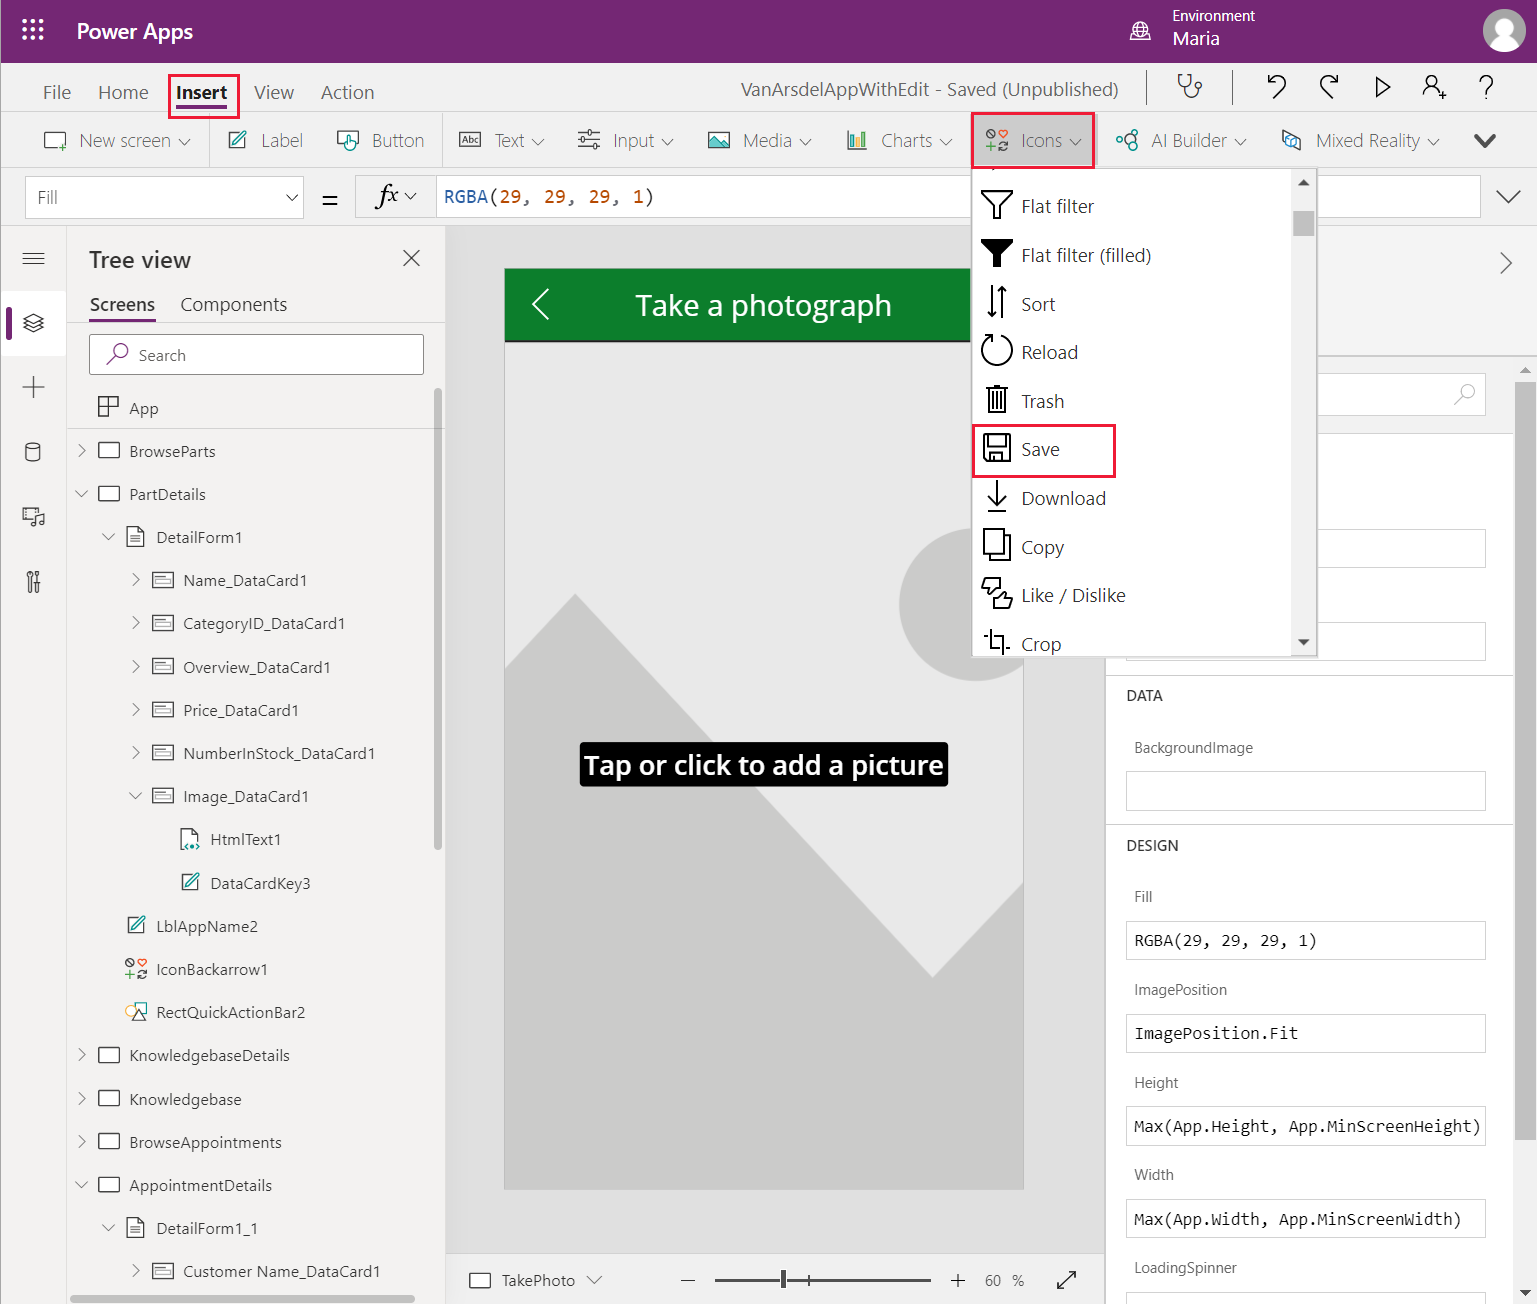 Power Apps
Environment
Maria
File Home Insert View Action
VanArsdelAppWithEdit - Saved (Unpublished)
New screen Label Button Text Input Media Charts Icons AI Builder Mixed Reality
Abc
Fill = fx RGBA(29, 29, 29, 1)
Tree view
Screens Components
Search
App
BrowseParts
PartDetails
DetailForm1
Name_DataCard1
CategoryID_DataCard1
Overview_DataCard1
Price_DataCard1
NumberInStock_DataCard1
Image_DataCard1
HtmlText1
DataCardKey3
LblAppName2
IconBackarrow1
RectQuickActionBar2
KnowledgebaseDetails
Knowledgebase
BrowseAppointments
AppointmentDetails
DetailForm1_1
Customer Name_DataCard1
Take a photograph
Tap or click to add a picture
TakePhoto
60 %
Flat filter
Flat filter (filled)
Sort
Reload
Trash
Save
Download
Copy
Like / Dislike
Crop
DATA
BackgroundImage
DESIGN
Fill
RGBA(29, 29, 29, 1)
ImagePosition
ImagePosition.Fit
Height
Max(App.Height, App.MinScreenHeight)
Width
Max(App.Width, App.MinScreenWidth)
LoadingSpinner